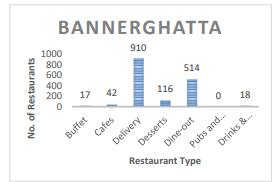 BANNERGHATTA
No. of Restaurants
1000
800
600
400
200
0
17
42
910
116
514
0
18
Buffet
Cafes
Delivery
Desserts
Dine-out
Pubs and...
Drinks &...
Restaurant Type